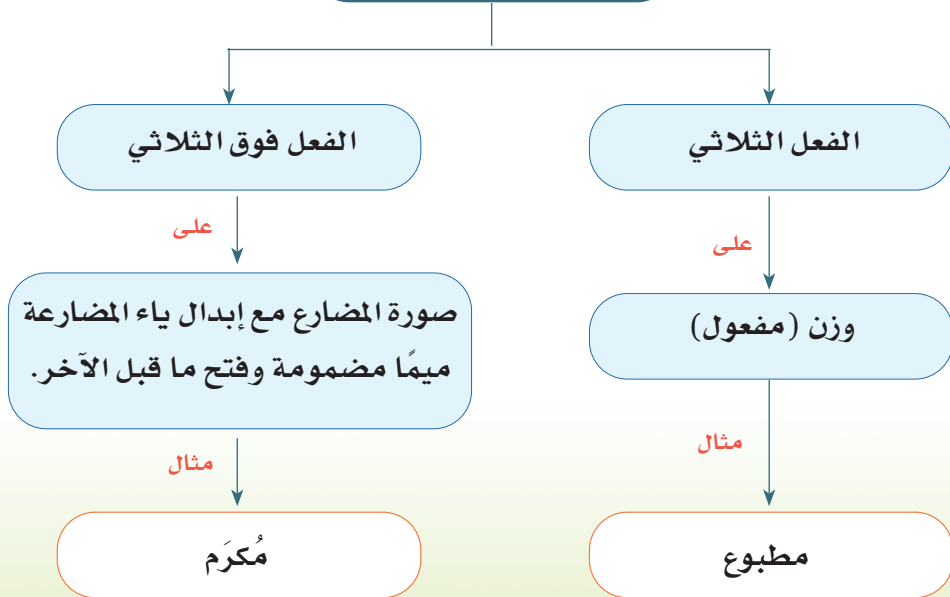 الفعل الثلاثي
الفعل فوق الثلاثي
على
على
وزن (مفعول)
صورة المضارع مع إبدال ياء المضارعة
ميمًا مضمومة وفتح ما قبل الآخر.
مثال
مثال
مطبوع
مُكرَم